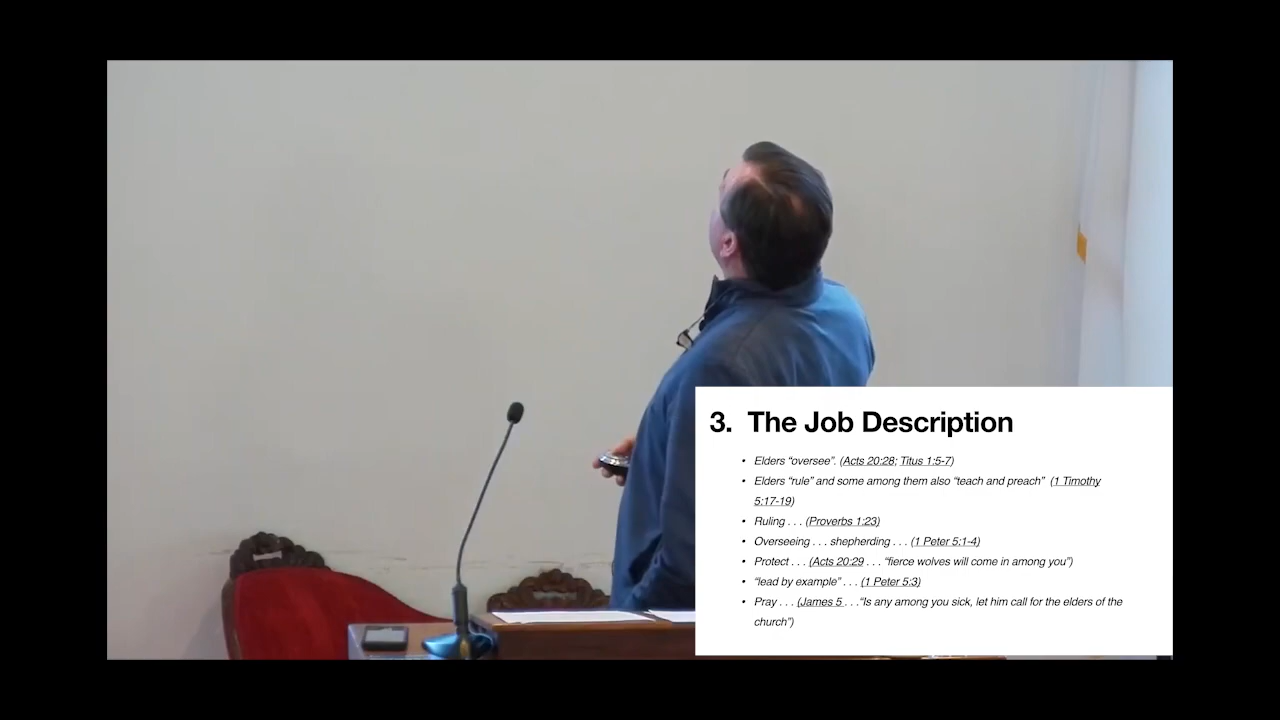 3. The Job Description
• Elders “oversee”. (Acts 20:28; Titus 1:5-7)
• Elders “rule” and some among them also “teach and preach” (1 Timothy
5:17-19)
• Ruling . . . (Proverbs 1:23)
• Overseeing . . . shepherding . . . (1 Peter 5:1-4)
• Protect . . . (Acts 20:29 . . . “fierce wolves will come in among you”)
• “lead by example” . . . (1 Peter 5:3)
• Pray . . . (James 5 . . .“Is any among you sick, let him call for the elders of the
church”)